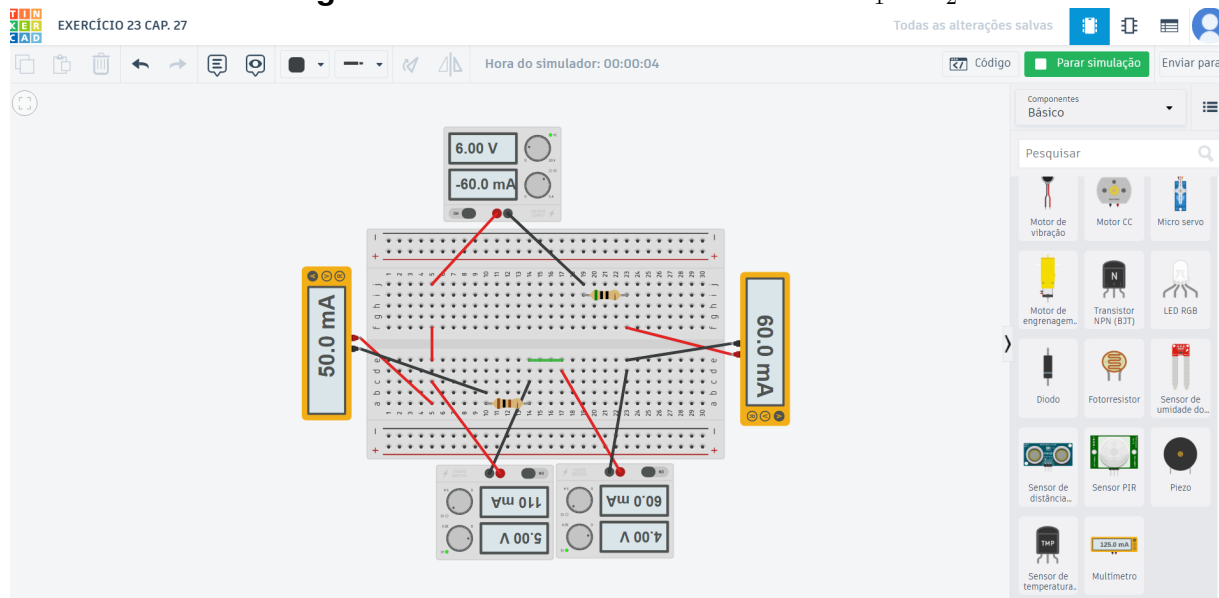 TIN
KER
CAD
EXERCÍCIO 23 CAP. 27
Todas as alterações salvas
Hora do simulador: 00:00:04
Código
Parar simulação
Enviar para
Componentes
Básico
Pesquisar
Motor de
vibração
Motor CC
Micro servo
Motor de
engrenagem..
Transistor
NPN (BJT)
LED RGB
Diodo
Fotorresistor
Sensor de
umidade do...
Sensor de
distância...
Sensor PIR
Piezo
TMP
Sensor de
temperatura..
125.0 mA
Multímetro
6.00 V
-60.0 mA
50.0 mA
60.0 mA
110 mA
5.00 V
60.0 mA
4.00 V